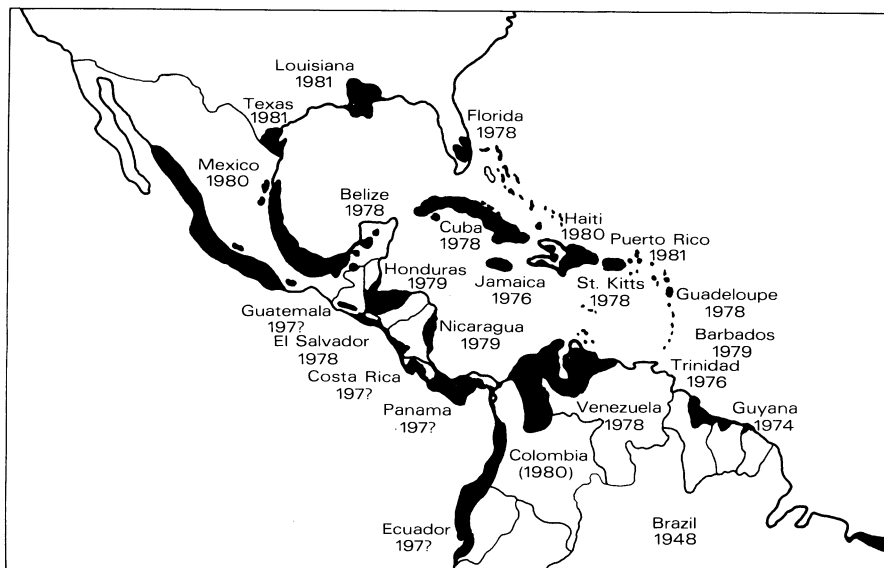 Louisiana
1981
Texas
1981
Florida
1978
Mexico
1980
Belize
1978
Cuba
1978
Haiti
1980
Puerto Rico
1981
Honduras
1979
Jamaica
1976
St. Kitts
1978
Guadeloupe
1978
Guatemala
197?
El Salvador
1978
Nicaragua
1979
Barbados
1979
Costa Rica
197?
Trinidad
1976
Panama
197?
Venezuela
1978
Guyana
1974
Colombia
(1980)
Ecuador
197?
Brazil
1948